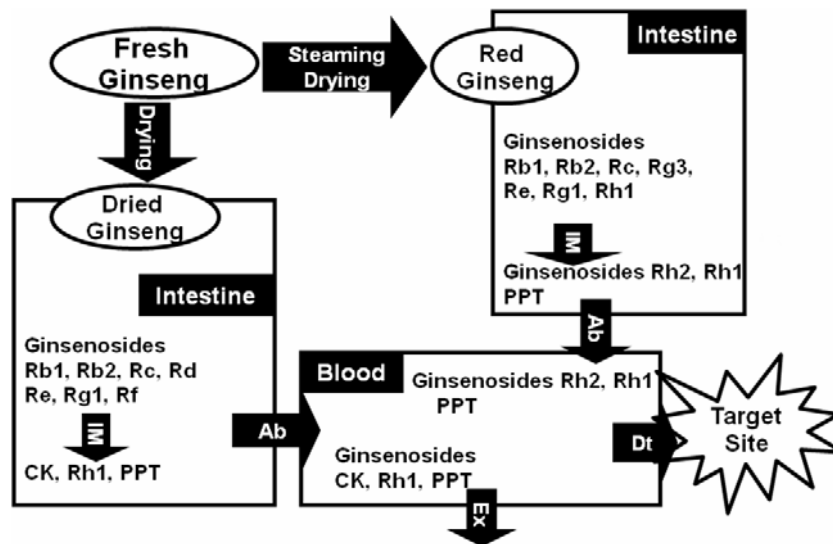 Fresh
Ginseng
Steaming
Drying
Red
Ginseng
Intestine
Drying
Ginsenosides
Rb1, Rb2, Rc, Rg3,
Re, Rg1, Rh1
IM
Ginsenosides Rh2, Rh1
PPT
Ab
Dried
Ginseng
Intestine
Ginsenosides
Rb1, Rb2, Rc, Rd
Re, Rg1, Rf
IM
CK, Rh1, PPT
Ab
Blood
Ginsenosides Rh2, Rh1
PPT
Ginsenosides
CK, Rh1, PPT
Ex
Dt
Target
Site